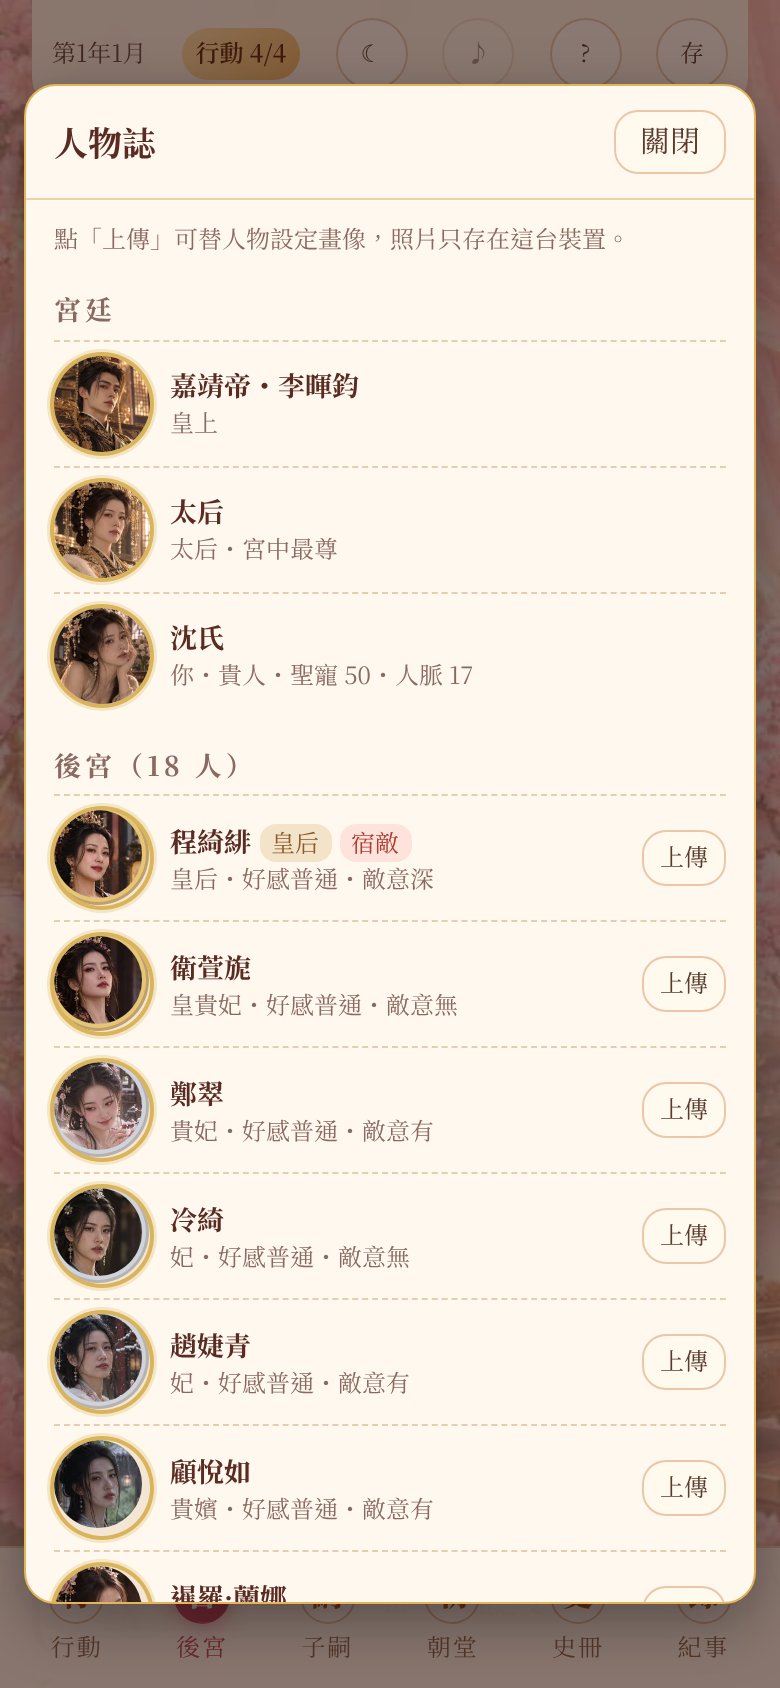 第1年1月 行動 4/4 ☾ ♪ ? 存
人物誌 關閉
點「上傳」可替人物設定畫像，照片只存在這台裝置。
宮廷
嘉靖帝・李暉鈞
皇上
太后
太后・宮中最尊
沈氏
你・貴人・聖寵 50・人脈 17
後宮（18 人）
程綺緋 皇后 宿敵
皇后・好感普通・敵意深
上傳
衛萱旎
皇貴妃・好感普通・敵意無
上傳
鄭翠
貴妃・好感普通・敵意有
上傳
冷綺
妃・好感普通・敵意無
上傳
趙婕青
妃・好感普通・敵意有
上傳
顧悅如
貴嬪・好感普通・敵意有
上傳
暹羅·蘭娜
行動 後宮 子嗣 朝堂 史冊 紀事